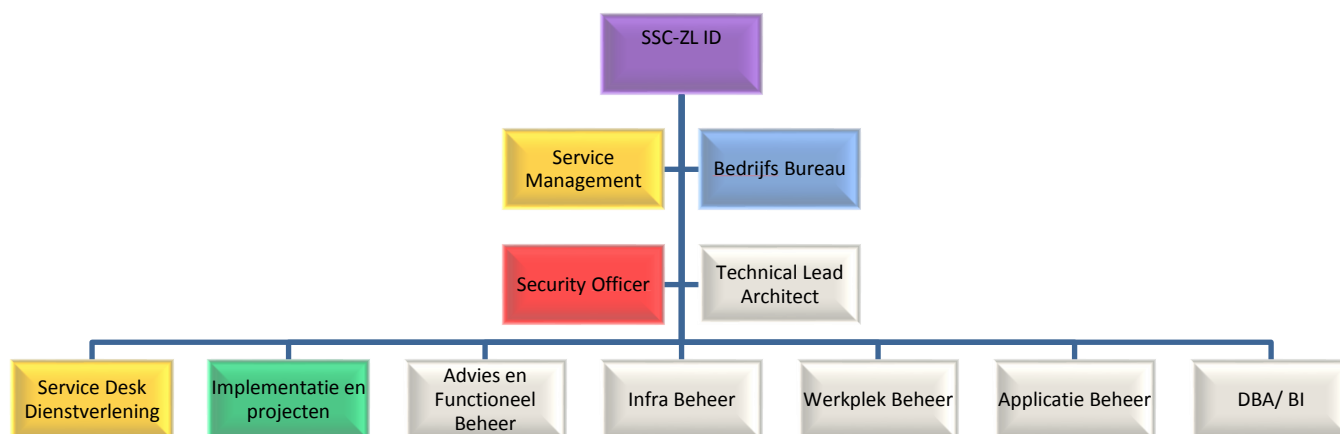 SSC-ZL ID
Service
Management
Bedrijfs Bureau
Security Officer
Technical Lead
Architect
Service Desk
Dienstverlening
Implementatie en
projecten
Advies en
Functioneel
Beheer
Infra Beheer
Werkplek Beheer
Applicatie Beheer
DBA/ BI